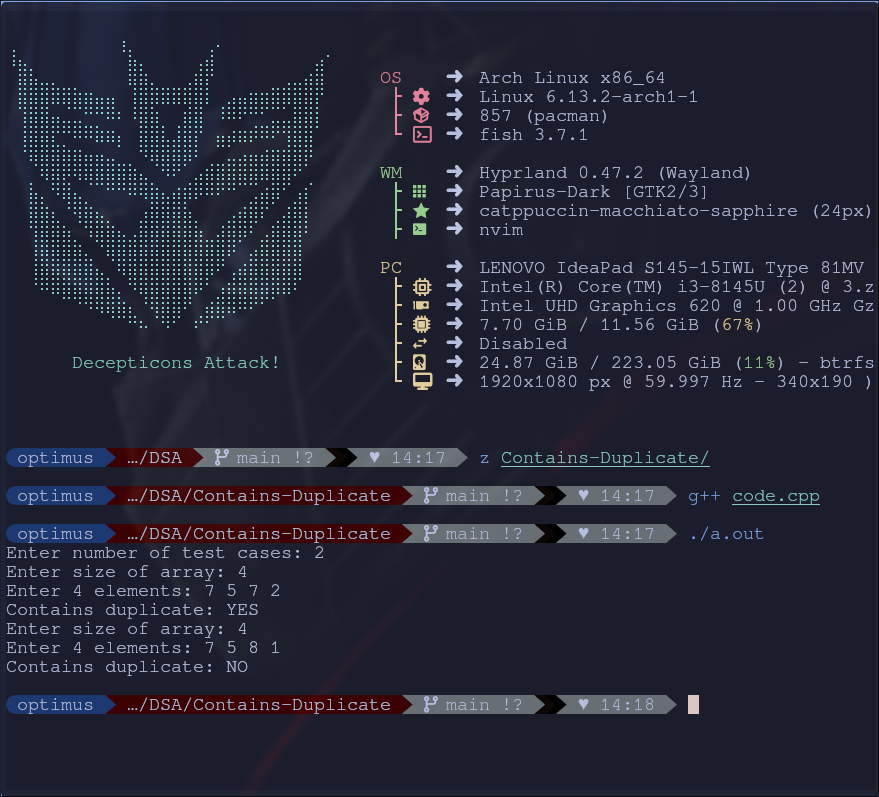 OS ➜ Arch Linux x86_64
➜ Linux 6.13.2-arch1-1
➜ 857 (pacman)
➜ fish 3.7.1
WM ➜ Hyprland 0.47.2 (Wayland)
➜ Papirus-Dark [GTK2/3]
➜ catppuccin-macchiato-sapphire (24px)
➜ nvim
PC ➜ LENOVO IdeaPad S145-15IWL Type 81MV
➜ Intel(R) Core(TM) i3-8145U (2) @ 3.z
➜ Intel UHD Graphics 620 @ 1.00 GHz Gz
➜ 7.70 GiB / 11.56 GiB (67%)
➜ Disabled
➜ 24.87 GiB / 223.05 GiB (11%) - btrfs
➜ 1920x1080 px @ 59.997 Hz - 340x190 )
Decepticons Attack!
optimus …/DSA main !? ♥ 14:17 z Contains-Duplicate/
optimus …/DSA/Contains-Duplicate main !? ♥ 14:17 g++ code.cpp
optimus …/DSA/Contains-Duplicate main !? ♥ 14:17 ./a.out
Enter number of test cases: 2
Enter size of array: 4
Enter 4 elements: 7 5 7 2
Contains duplicate: YES
Enter size of array: 4
Enter 4 elements: 7 5 8 1
Contains duplicate: NO
optimus …/DSA/Contains-Duplicate main !? ♥ 14:18